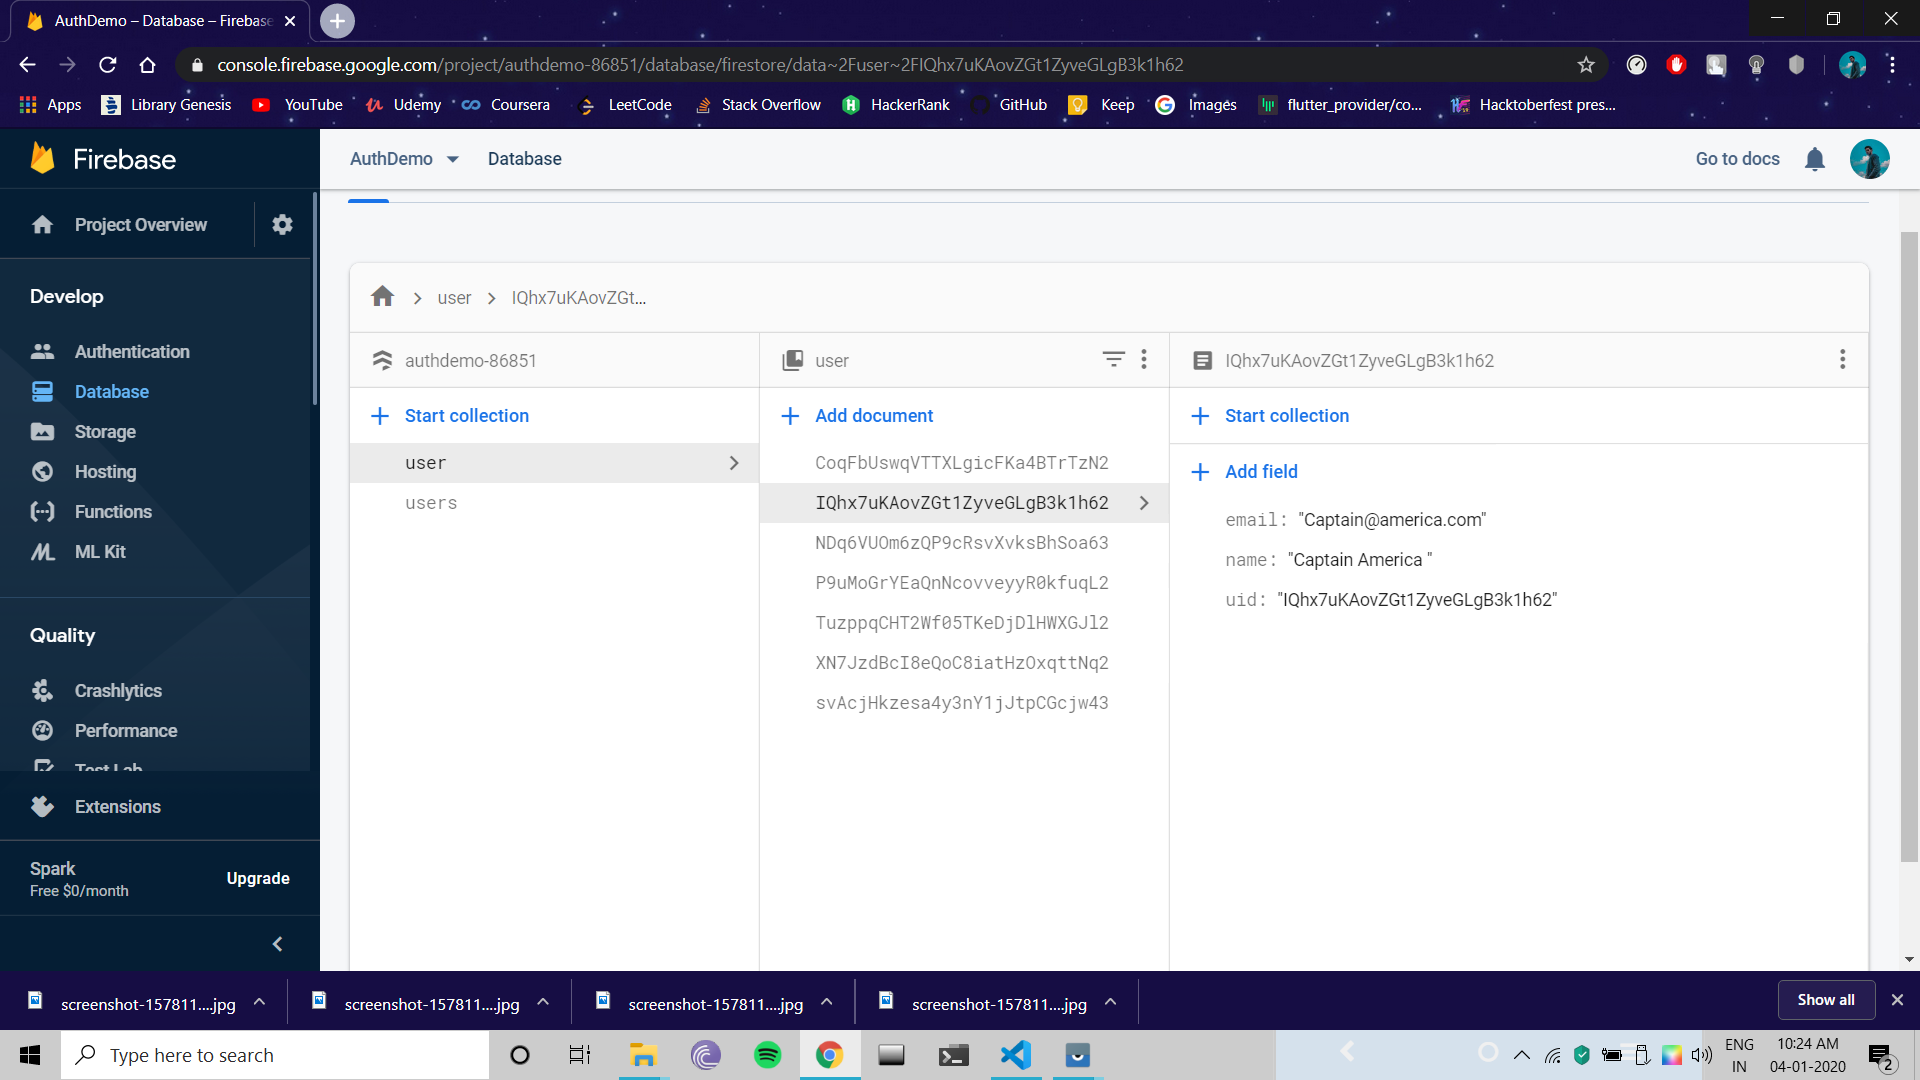 AuthDemo – Database – Firebase
console.firebase.google.com/project/authdemo-86851/database/firestore/data~2Fuser~2FIQhx7uKAovZGt1ZyveGLgB3k1h62
Apps Library Genesis YouTube Udemy Coursera LeetCode Stack Overflow HackerRank GitHub Keep Images flutter_provider/co... Hacktoberfest pres...
Firebase
AuthDemo Database Go to docs
Project Overview
Develop
Authentication
Database
Storage
Hosting
Functions
ML Kit
Quality
Crashlytics
Performance
Test Lab
Extensions
Spark
Free $0/month
Upgrade
user IQhx7uKAovZGt...
authdemo-86851
Start collection
user
users
user
Add document
CoqFbUswqVTTXLgicFKa4BTrTzN2
IQhx7uKAovZGt1ZyveGLgB3k1h62
NDq6VUOm6zQP9cRsvXvksBhSoa63
P9uMoGrYEaQnNcovveyyR0kfuqL2
TuzppqCHT2Wf05TKeDjDlHWXGJl2
XN7JzdBcI8eQoC8iatHzOxqttNq2
svAcjHkzesa4y3nY1jJtpCGcjw43
IQhx7uKAovZGt1ZyveGLgB3k1h62
Start collection
Add field
email: "Captain@america.com"
name: "Captain America "
uid: "IQhx7uKAovZGt1ZyveGLgB3k1h62"
screenshot-157811....jpg screenshot-157811....jpg screenshot-157811....jpg screenshot-157811....jpg Show all
Type here to search
ENG
IN
10:24 AM
04-01-2020
2